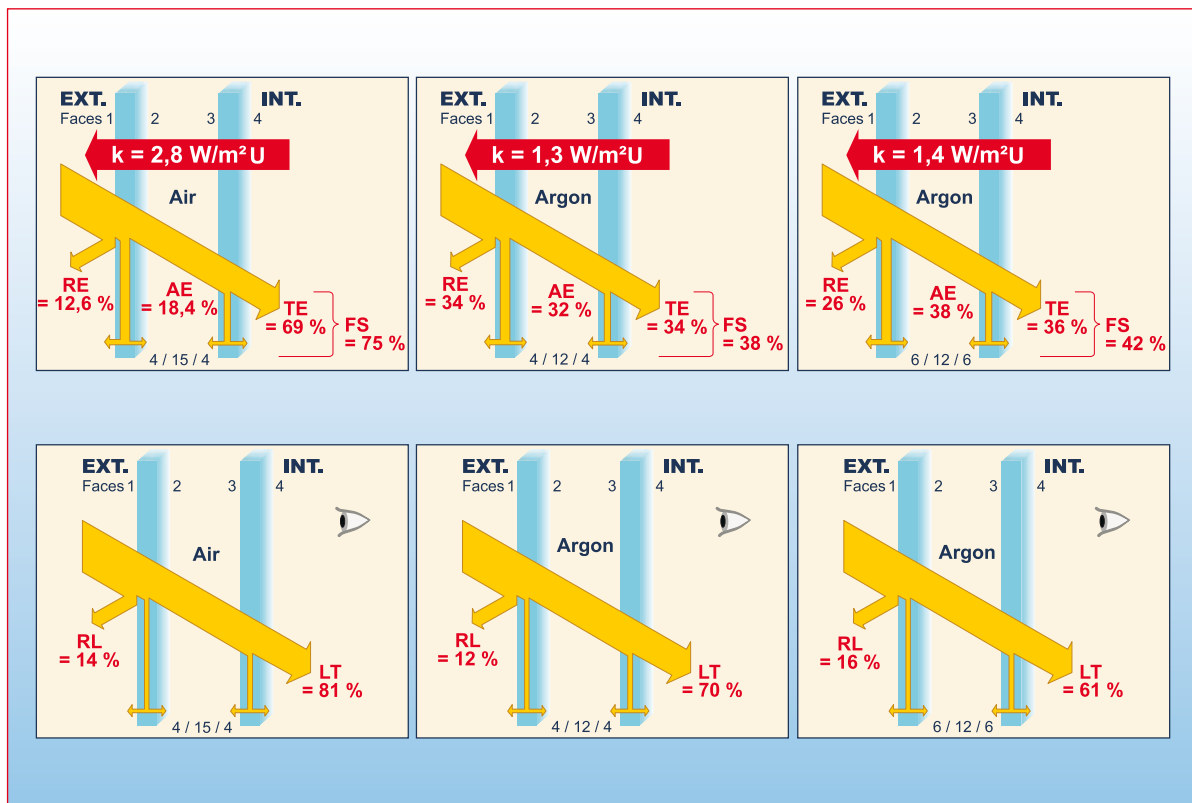 EXT. INT.
Faces 1 2 3 4
k = 2,8 W/m² U
Air
RE
= 12,6 %
AE
= 18,4 %
TE
= 69 %
FS
= 75 %
4 / 15 / 4
EXT. INT.
Faces 1 2 3 4
k = 1,3 W/m² U
Argon
RE
= 34 %
AE
= 32 %
TE
= 34 %
FS
= 38 %
4 / 12 / 4
EXT. INT.
Faces 1 2 3 4
k = 1,4 W/m² U
Argon
RE
= 26 %
AE
= 38 %
TE
= 36 %
FS
= 42 %
6 / 12 / 6
EXT. INT.
Faces 1 2 3 4
Air
RL
= 14 %
LT
= 81 %
4 / 15 / 4
EXT. INT.
Faces 1 2 3 4
Argon
RL
= 12 %
LT
= 70 %
4 / 12 / 4
EXT. INT.
Faces 1 2 3 4
Argon
RL
= 16 %
LT
= 61 %
6 / 12 / 6